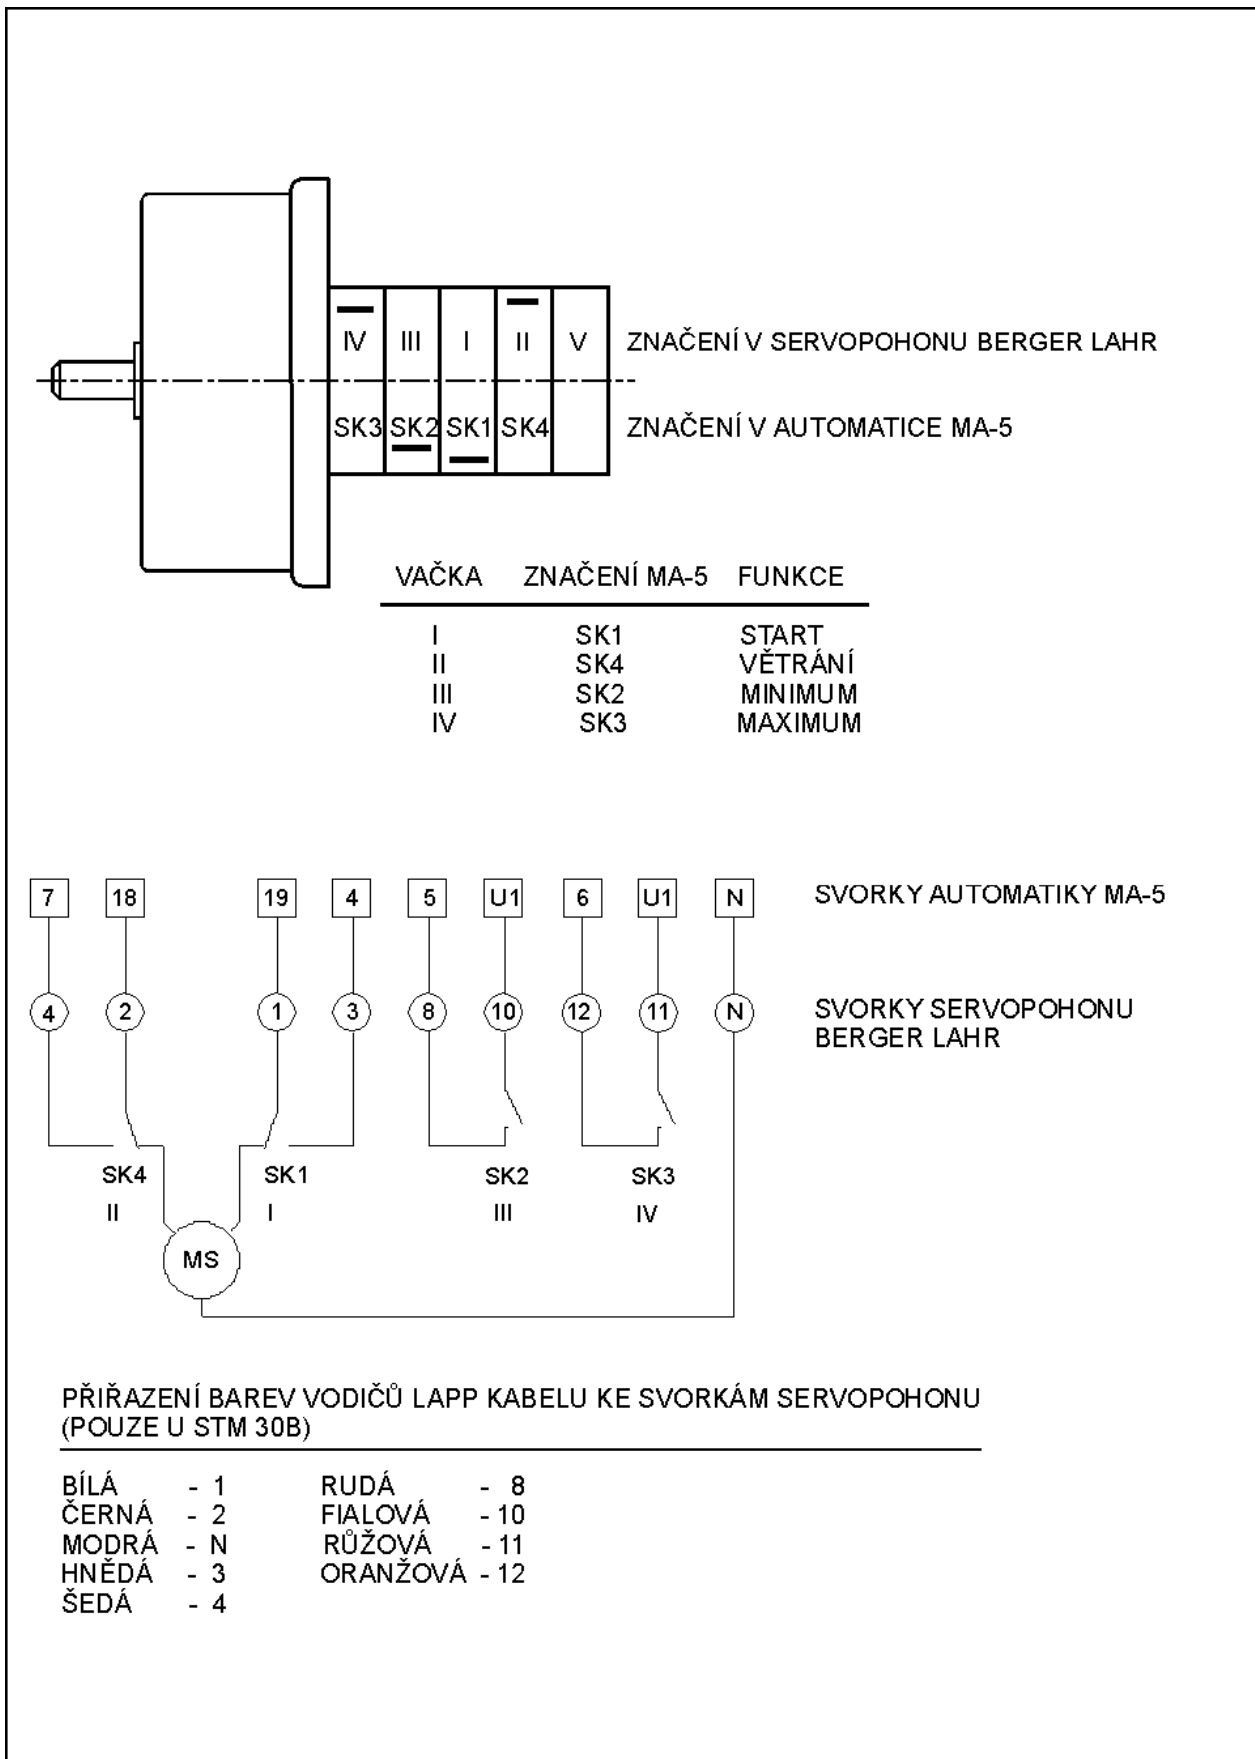 IV III I II V ZNAČENÍ V SERVOPOHONU BERGER LAHR
SK3 SK2 SK1 SK4 ZNAČENÍ V AUTOMATICE MA-5
VAČKA ZNAČENÍ MA-5 FUNKCE
I SK1 START
II SK4 VĚTRÁNÍ
III SK2 MINIMUM
IV SK3 MAXIMUM
7 18 19 4 5 U1 6 U1 N SVORKY AUTOMATIKY MA-5
4 2 1 3 8 10 12 11 N SVORKY SERVOPOHONU
BERGER LAHR
SK4 SK1 SK2 SK3
II I III IV
MS
PŘIŘAZENÍ BAREV VODIČŮ LAPP KABELU KE SVORKÁM SERVOPOHONU
(POUZE U STM 30B)
BÍLÁ - 1 RUDÁ - 8
ČERNÁ - 2 FIALOVÁ - 10
MODRÁ - N RŮŽOVÁ - 11
HNĚDÁ - 3 ORANŽOVÁ - 12
ŠEDÁ - 4